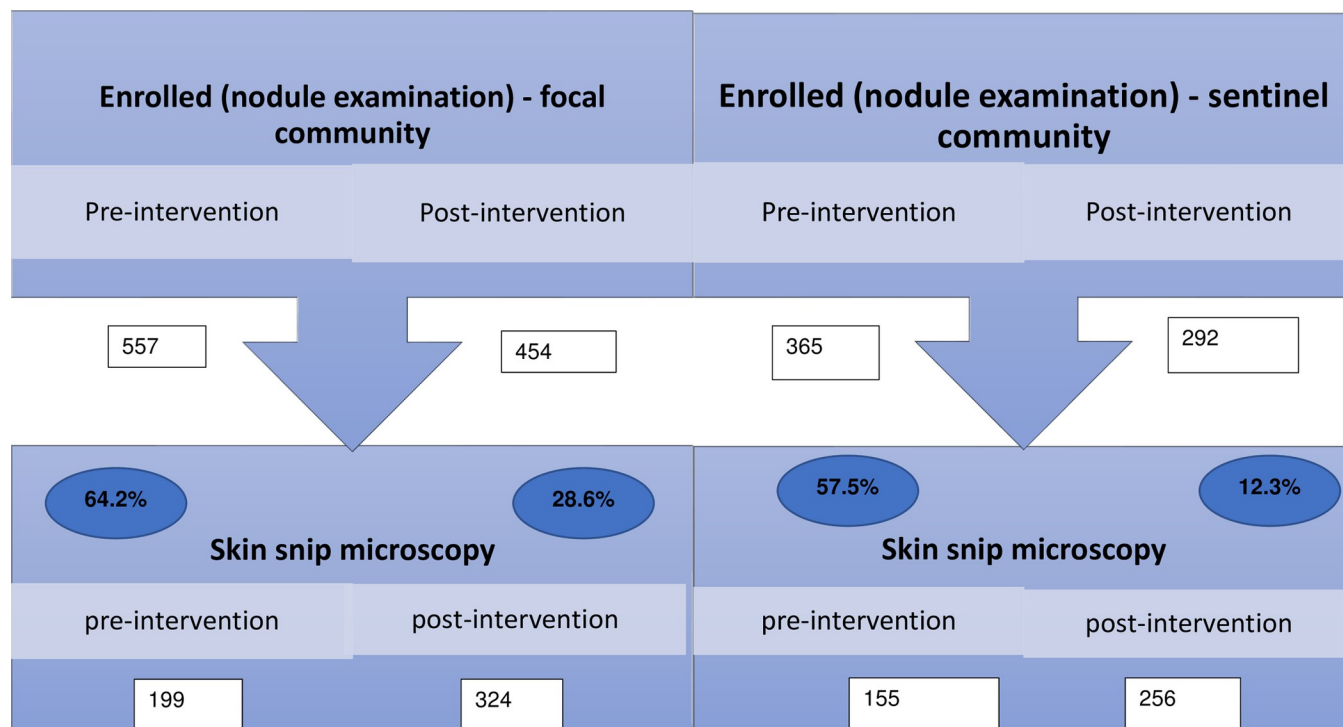 Enrolled (nodule examination) - focal
community
Pre-intervention
Post-intervention
557
454
64.2%
28.6%
Skin snip microscopy
pre-intervention
post-intervention
199
324
Enrolled (nodule examination) - sentinel
community
Pre-intervention
Post-intervention
365
292
57.5%
12.3%
Skin snip microscopy
pre-intervention
post-intervention
155
256